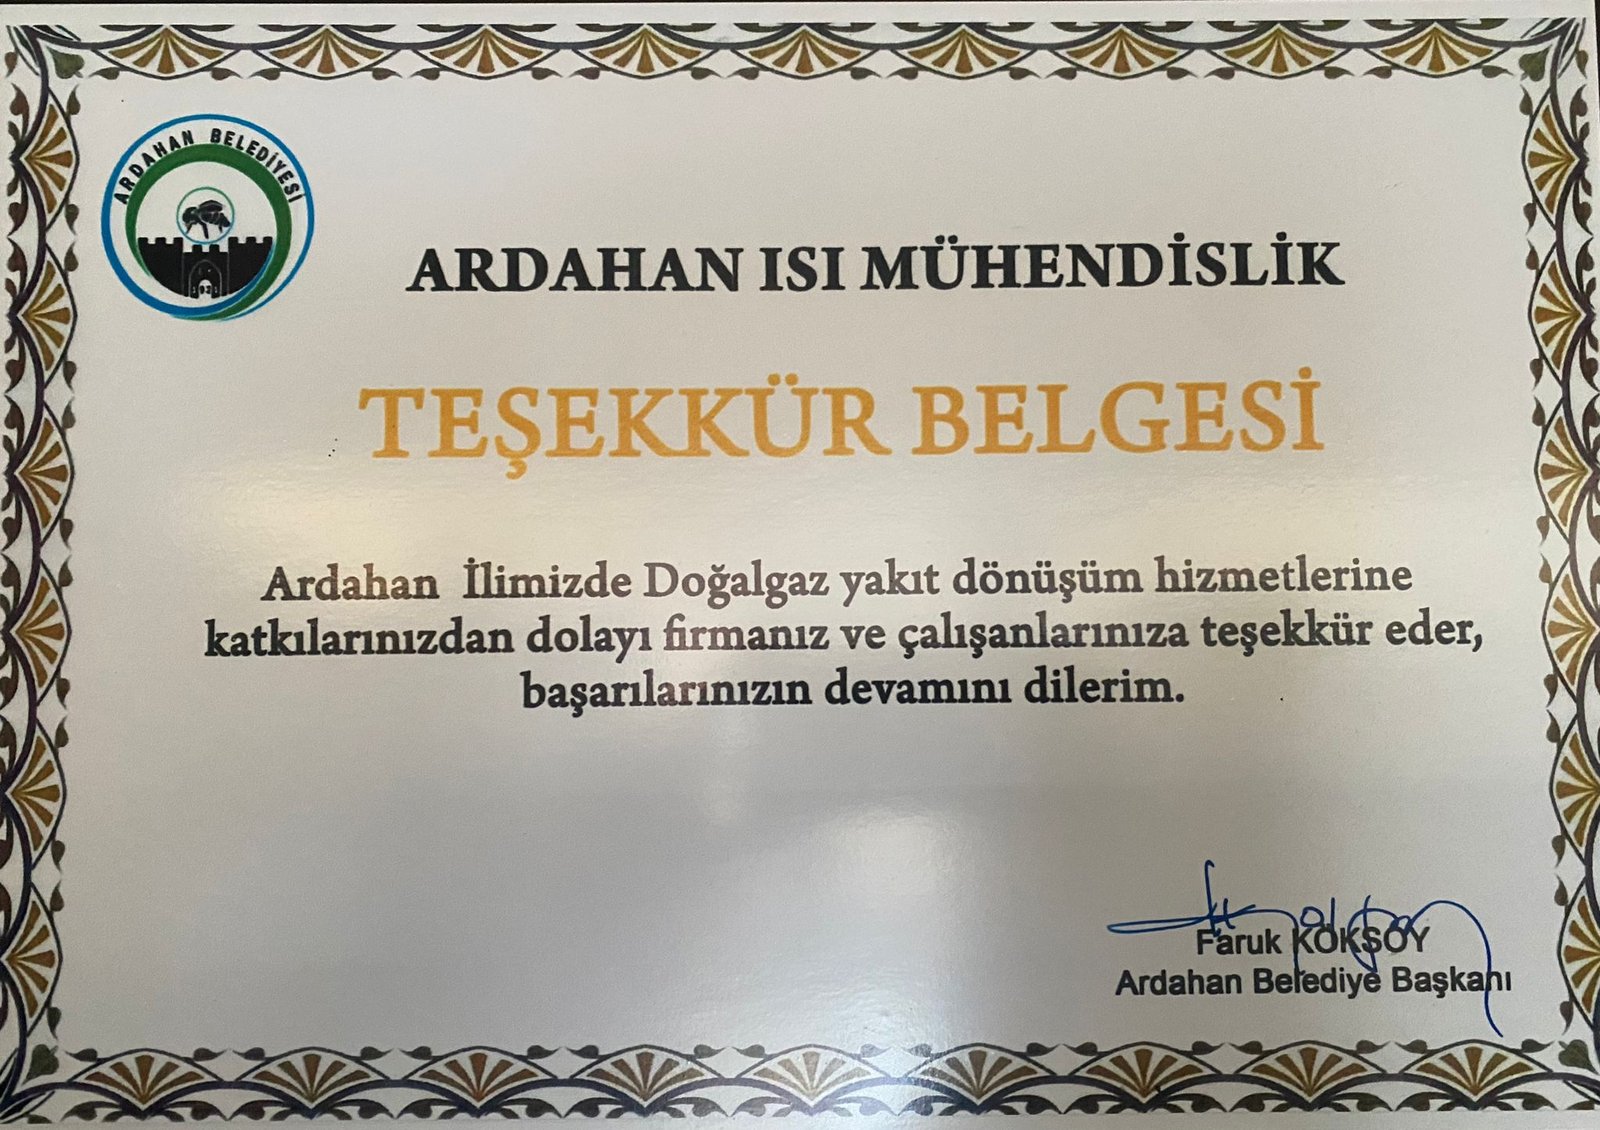 ARDAHAN BELEDİYESİ
ARDAHAN ISI MÜHENDİSLİK
TEŞEKKÜR BELGESİ
Ardahan İlimizde Doğalgaz yakıt dönüşüm hizmetlerine
katkılarınızdan dolayı firmanız ve çalışanlarınıza teşekkür eder,
başarılarınızın devamını dilerim.
Faruk KÖKSOY
Ardahan Belediye Başkanı